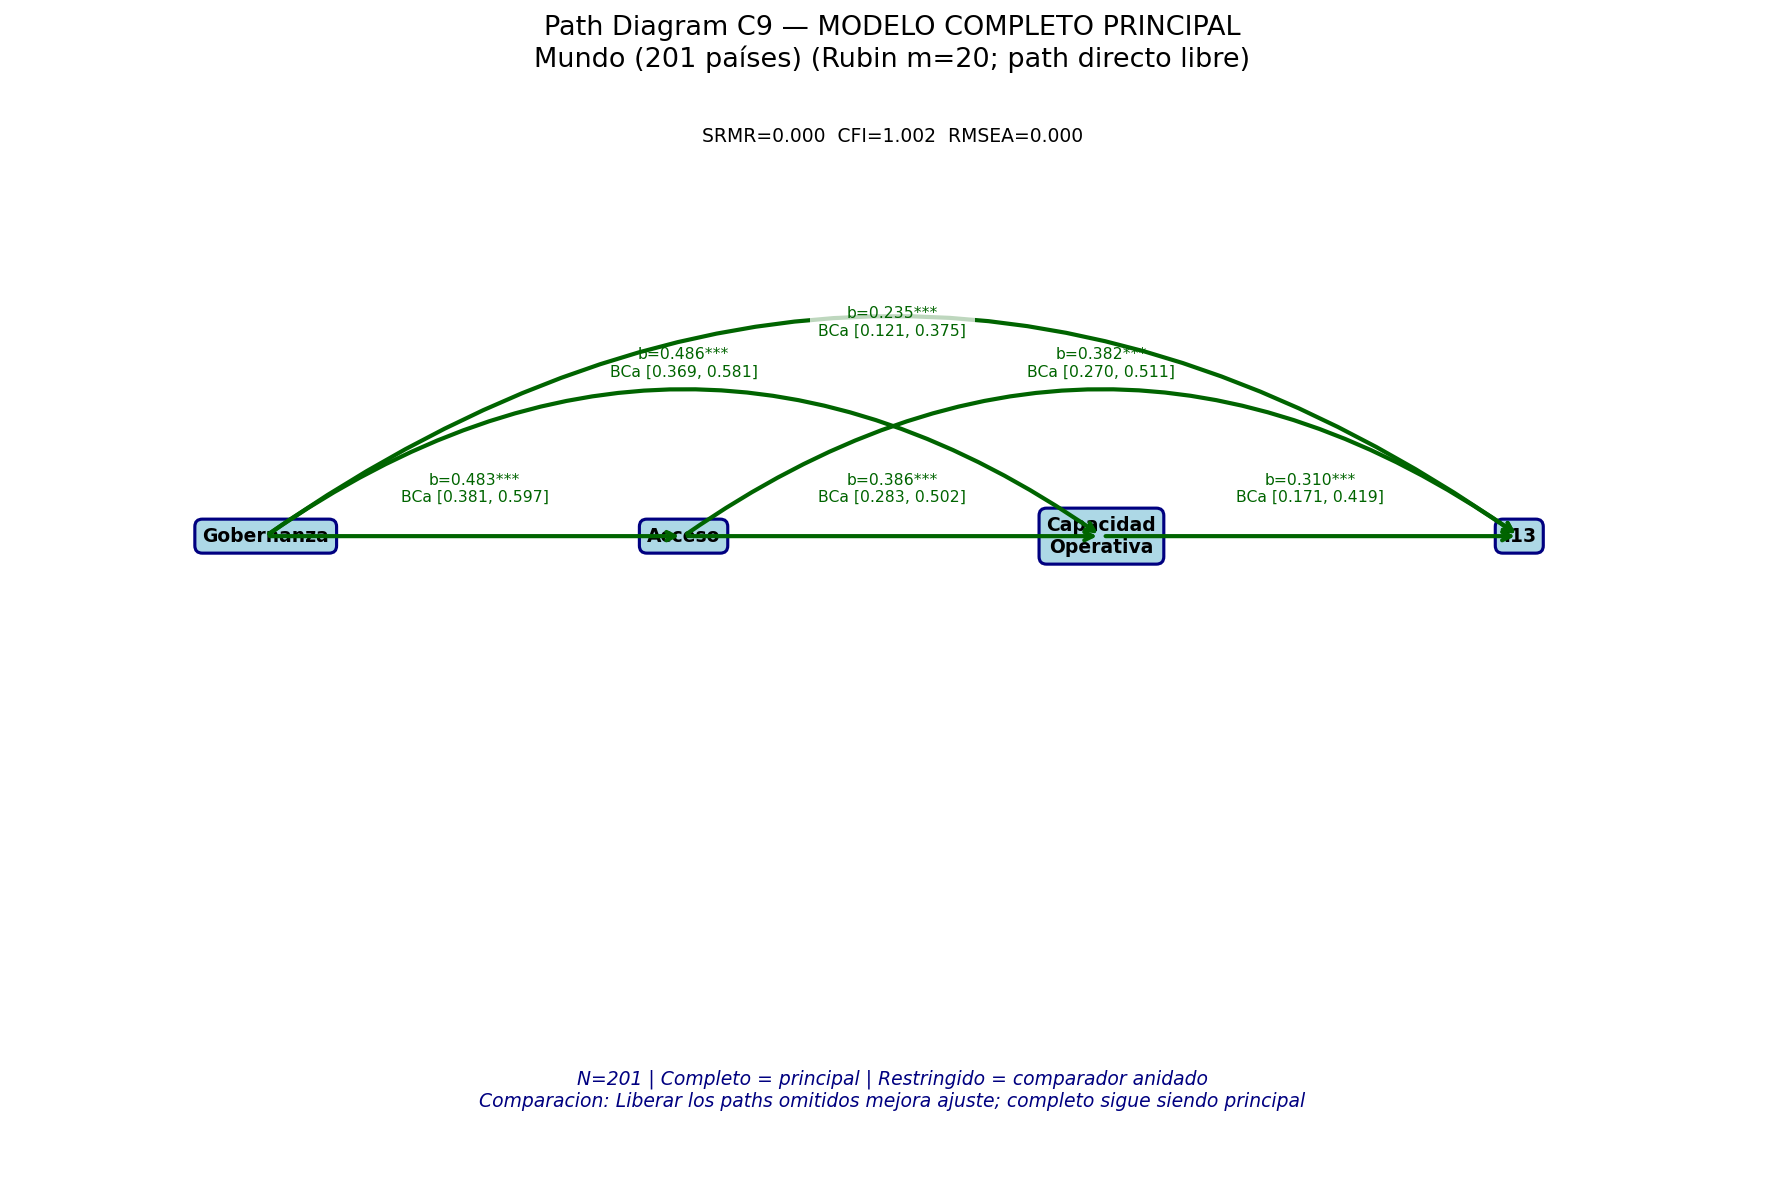 Path Diagram C9 — MODELO COMPLETO PRINCIPAL
Mundo (201 países) (Rubin m=20; path directo libre)
SRMR=0.000  CFI=1.002  RMSEA=0.000
b=0.235***
BCa [0.121, 0.375]
b=0.486***
BCa [0.369, 0.581]
b=0.382***
BCa [0.270, 0.511]
b=0.483***
BCa [0.381, 0.597]
b=0.386***
BCa [0.283, 0.502]
b=0.310***
BCa [0.171, 0.419]
Gobernanza
Acceso
Capacidad
Operativa
N=201 | Completo = principal | Restringido = comparador anidado
Comparacion: Liberar los paths omitidos mejora ajuste; completo sigue siendo principal